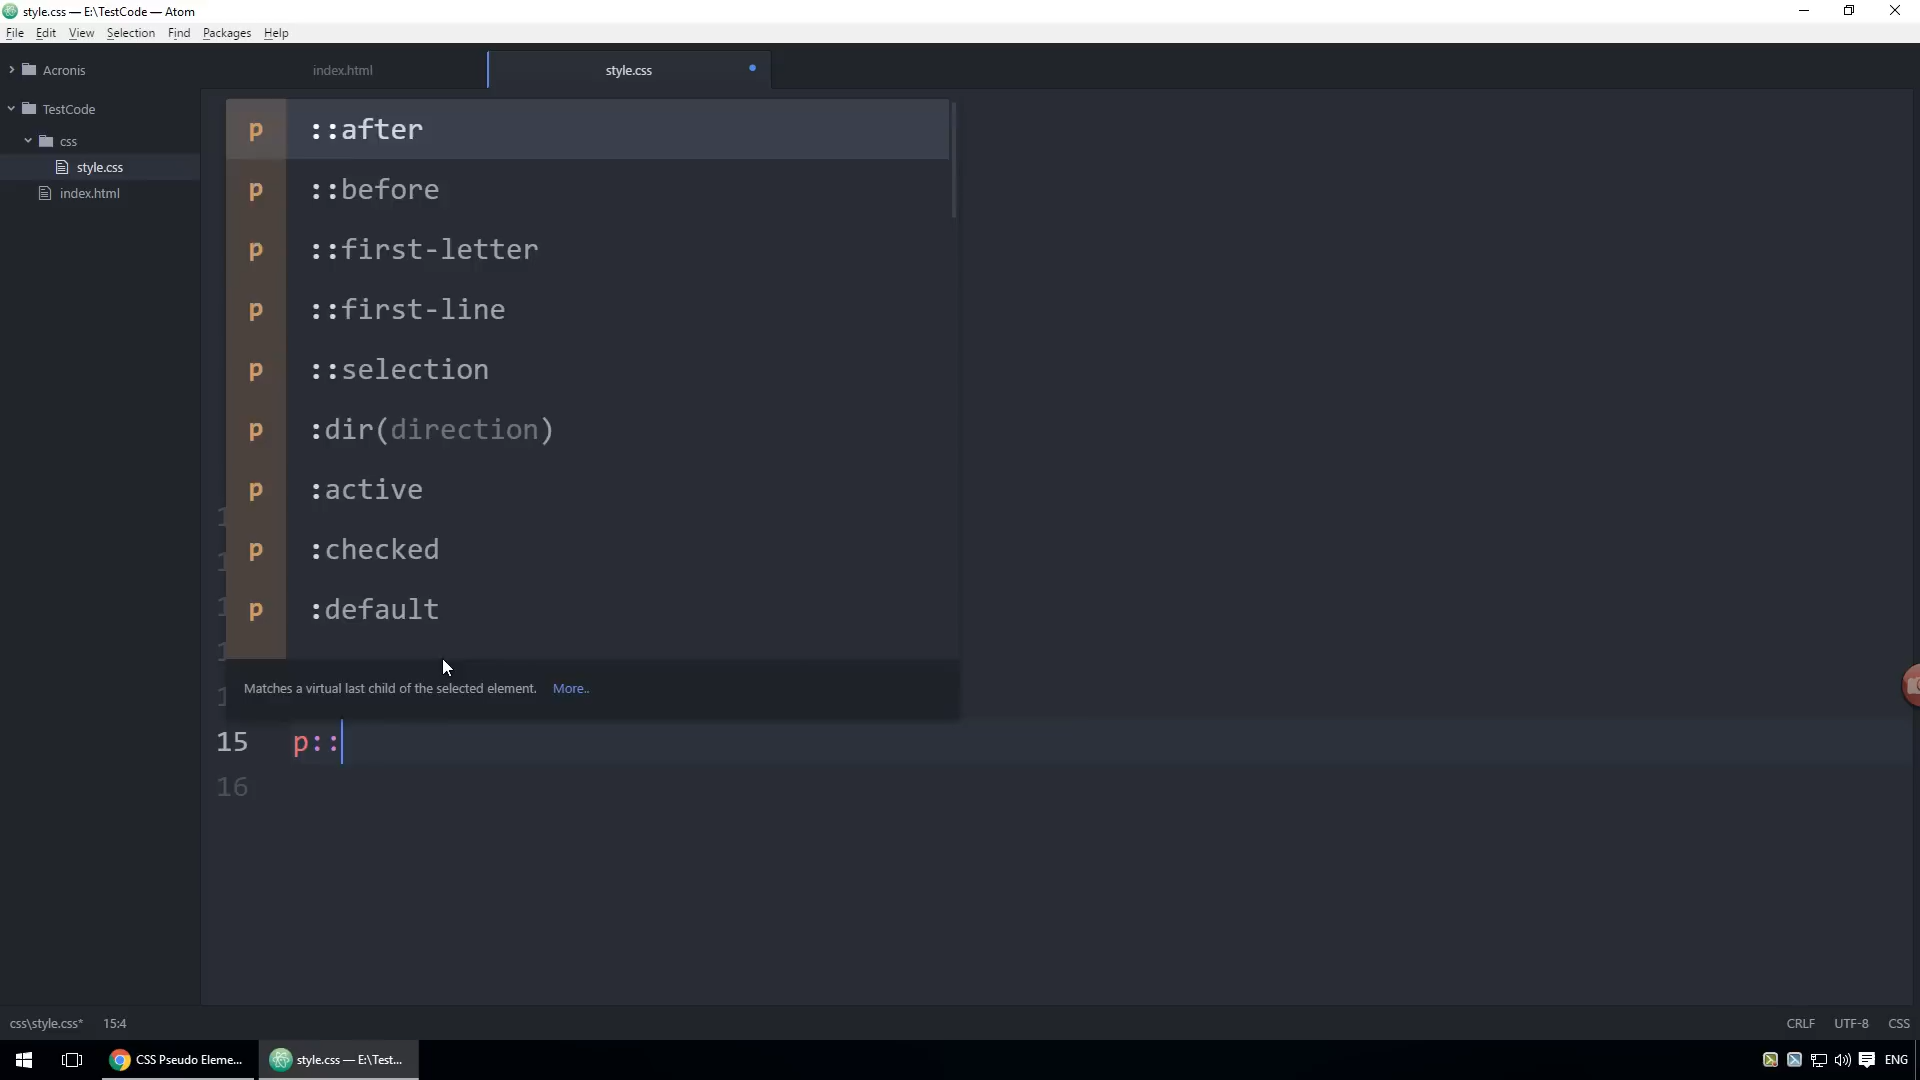 style.css — E:\TestCode — Atom
File Edit View Selection Find Packages Help
Acronis
TestCode
css
style.css
index.html
index.html
style.css
p ::after
p ::before
p ::first-letter
p ::first-line
p ::selection
p :dir(direction)
p :active
p :checked
p :default
Matches a virtual last child of the selected element. More..
15 p::
16
css\style.css* 15:4
CRLF UTF-8 CSS
CSS Pseudo Eleme...
style.css — E:\Test...
ENG